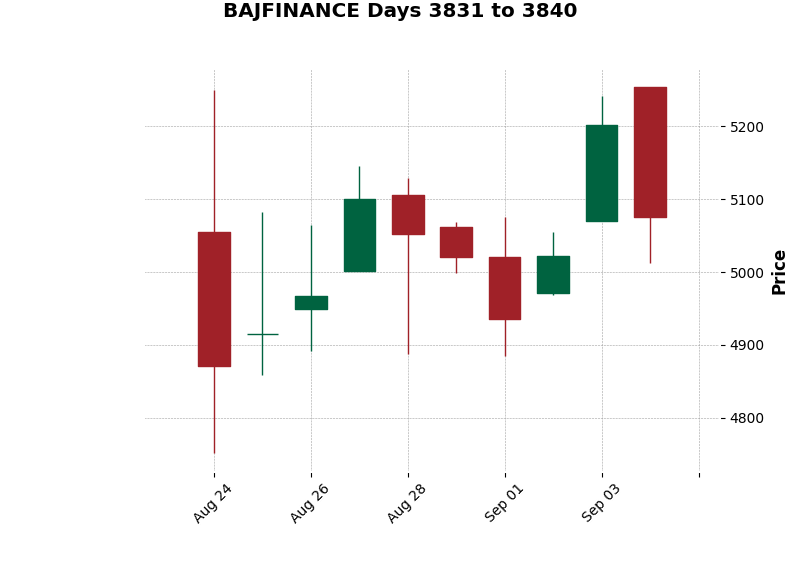 BAJFINANCE Days 3831 to 3840
5200
5100
5000
4900
4800
Price
Aug 24
Aug 26
Aug 28
Sep 01
Sep 03